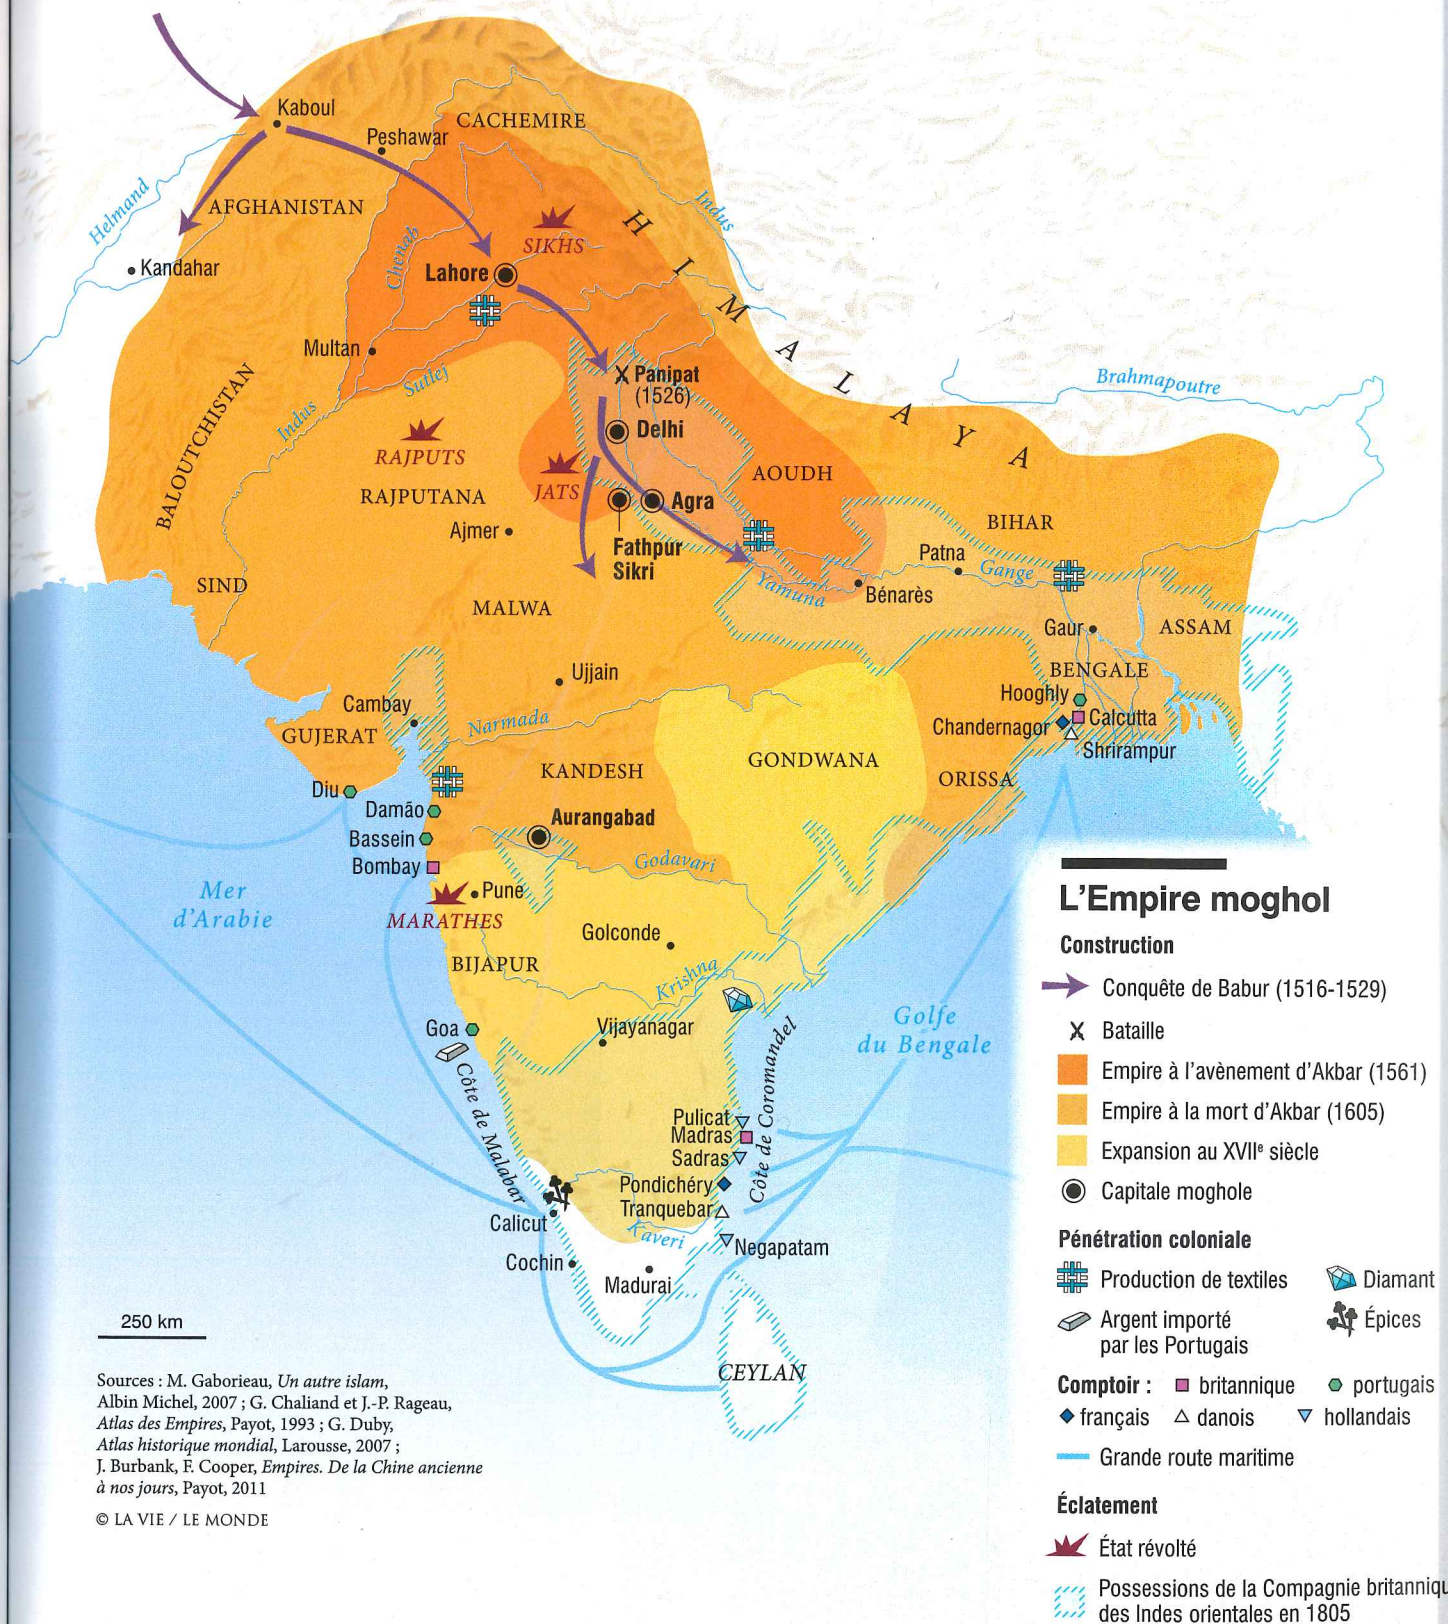 Kaboul
Peshawar
CACHEMIRE
Helmand
AFGHANISTAN
Indus
HIMALAYA
Chenab
SIKHS
Kandahar
Lahore
Multan
Sutlej
Panipat
(1526)
Brahmapoutre
BALOUTCHISTAN
Indus
Delhi
RAJPUTS
RAJPUTANA
JATS
AOUDH
Agra
Ajmer
BIHAR
Fathpur
Sikri
Patna
Gange
SIND
Yamuna
Bénarès
MALWA
Gaur
ASSAM
Ujjain
BENGALE
Hooghly
Cambay
Narmada
Chandernagor
Calcutta
GUJERAT
Shrirampur
GONDWANA
KANDESH
ORISSA
Diu
Damão
Aurangabad
Bassein
Bombay
Godavari
Mer
d'Arabie
Pune
MARATHES
Golconde
BIJAPUR
Krishna
Golfe
du Bengale
Goa
Vijayanagar
Côte de Malabar
Côte de Coromandel
Pulicat
Madras
Sadras
Pondichéry
Tranquebar
Calicut
Kaveri
Negapatam
Cochin
Madurai
CEYLAN
250 km
Sources : M. Gaborieau, Un autre islam,
Albin Michel, 2007 ; G. Chaliand et J.-P. Rageau,
Atlas des Empires, Payot, 1993 ; G. Duby,
Atlas historique mondial, Larousse, 2007 ;
J. Burbank, F. Cooper, Empires. De la Chine ancienne
à nos jours, Payot, 2011
© LA VIE / LE MONDE
L'Empire moghol
Construction
Conquête de Babur (1516-1529)
Bataille
Empire à l'avènement d'Akbar (1561)
Empire à la mort d'Akbar (1605)
Expansion au XVIIe siècle
Capitale moghole
Pénétration coloniale
Production de textiles
Diamant
Argent importé
par les Portugais
Épices
Comptoir : britannique portugais
français danois hollandais
Grande route maritime
Éclatement
État révolté
Possessions de la Compagnie
des Indes orientales en 1805